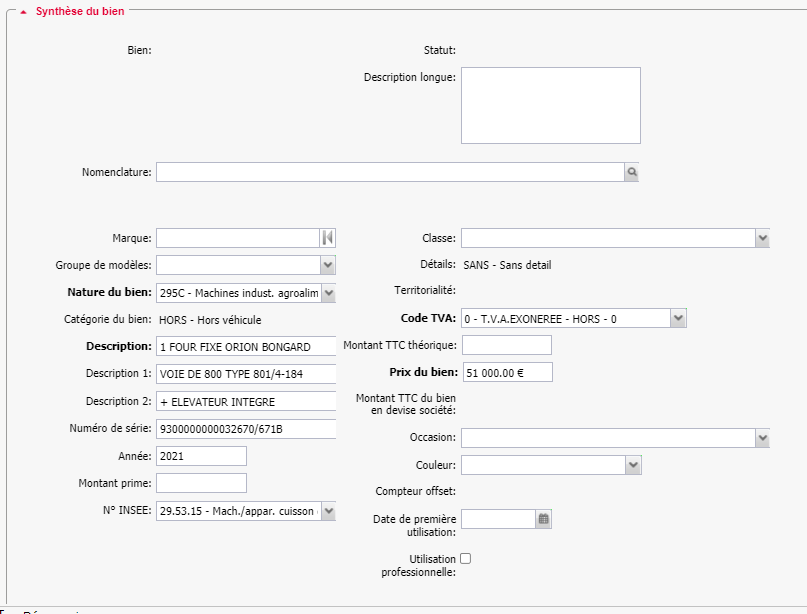 Synthèse du bien
Bien:
Statut:
Description longue:
Nomenclature:
Marque:
Classe:
Groupe de modèles:
Détails: SANS - Sans detail
Nature du bien: 295C - Machines indust. agroalim
Territorialité:
Catégorie du bien: HORS - Hors véhicule
Code TVA: 0 - T.V.A.EXONEREE - HORS - 0
Description: 1 FOUR FIXE ORION BONGARD
Montant TTC théorique:
Description 1: VOIE DE 800 TYPE 801/4-184
Prix du bien: 51 000.00 €
Description 2: + ELEVATEUR INTEGRE
Montant TTC du bien
en devise société:
Numéro de série: 9300000000032670/671B
Occasion:
Année: 2021
Couleur:
Montant prime:
Compteur offset:
N° INSEE: 29.53.15 - Mach./appar. cuisson
Date de première
utilisation:
Utilisation
professionnelle: